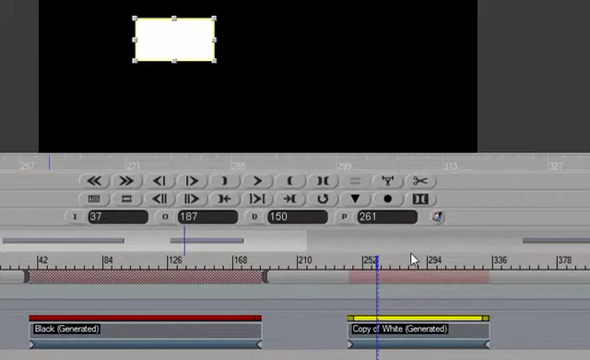 257 271 285 299 313 327
I 37 O 187 D 150 P 261
42 84 126 168 210 252 294 336 378
Black (Generated) Copy of White (Generated)